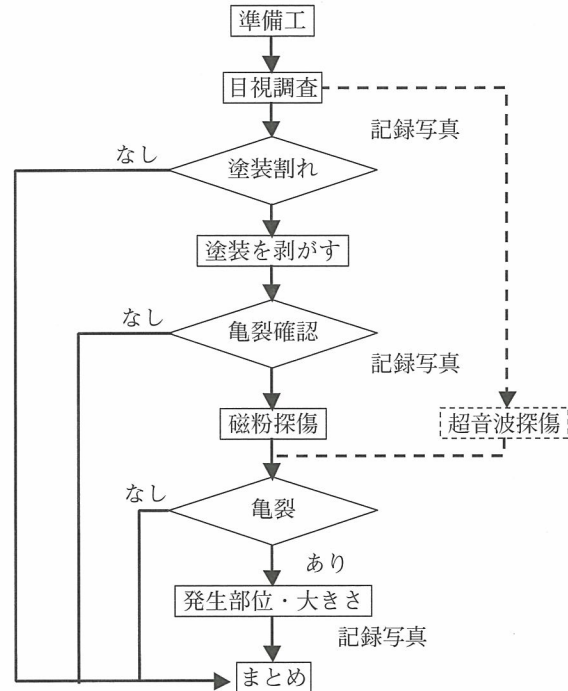 準備工
目視調査
記録写真
なし
塗装割れ
塗装を剥がす
なし
亀裂確認
記録写真
磁粉探傷
超音波探傷
なし
亀裂
あり
発生部位・大きさ
記録写真
まとめ